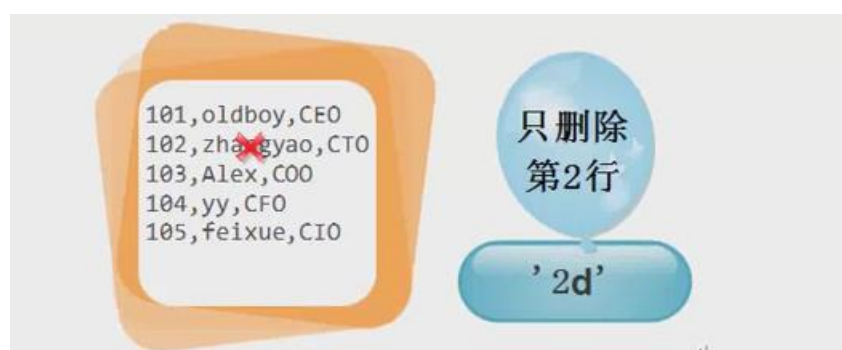 101,oldboy,CEO
102,zhangyao,CTO
103,Alex,COO
104,yy,CFO
105,feixue,CIO
只删除
第2行
’2d’